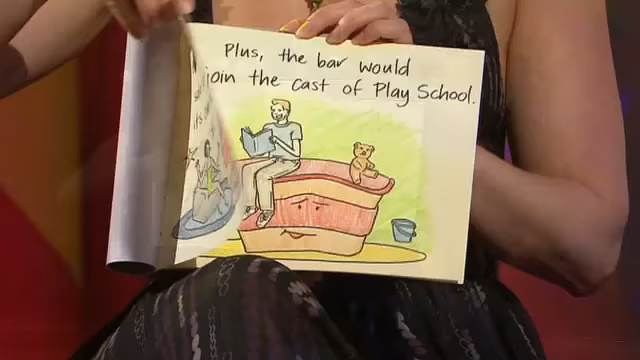 Plus, the bar would
join the cast of Play School.